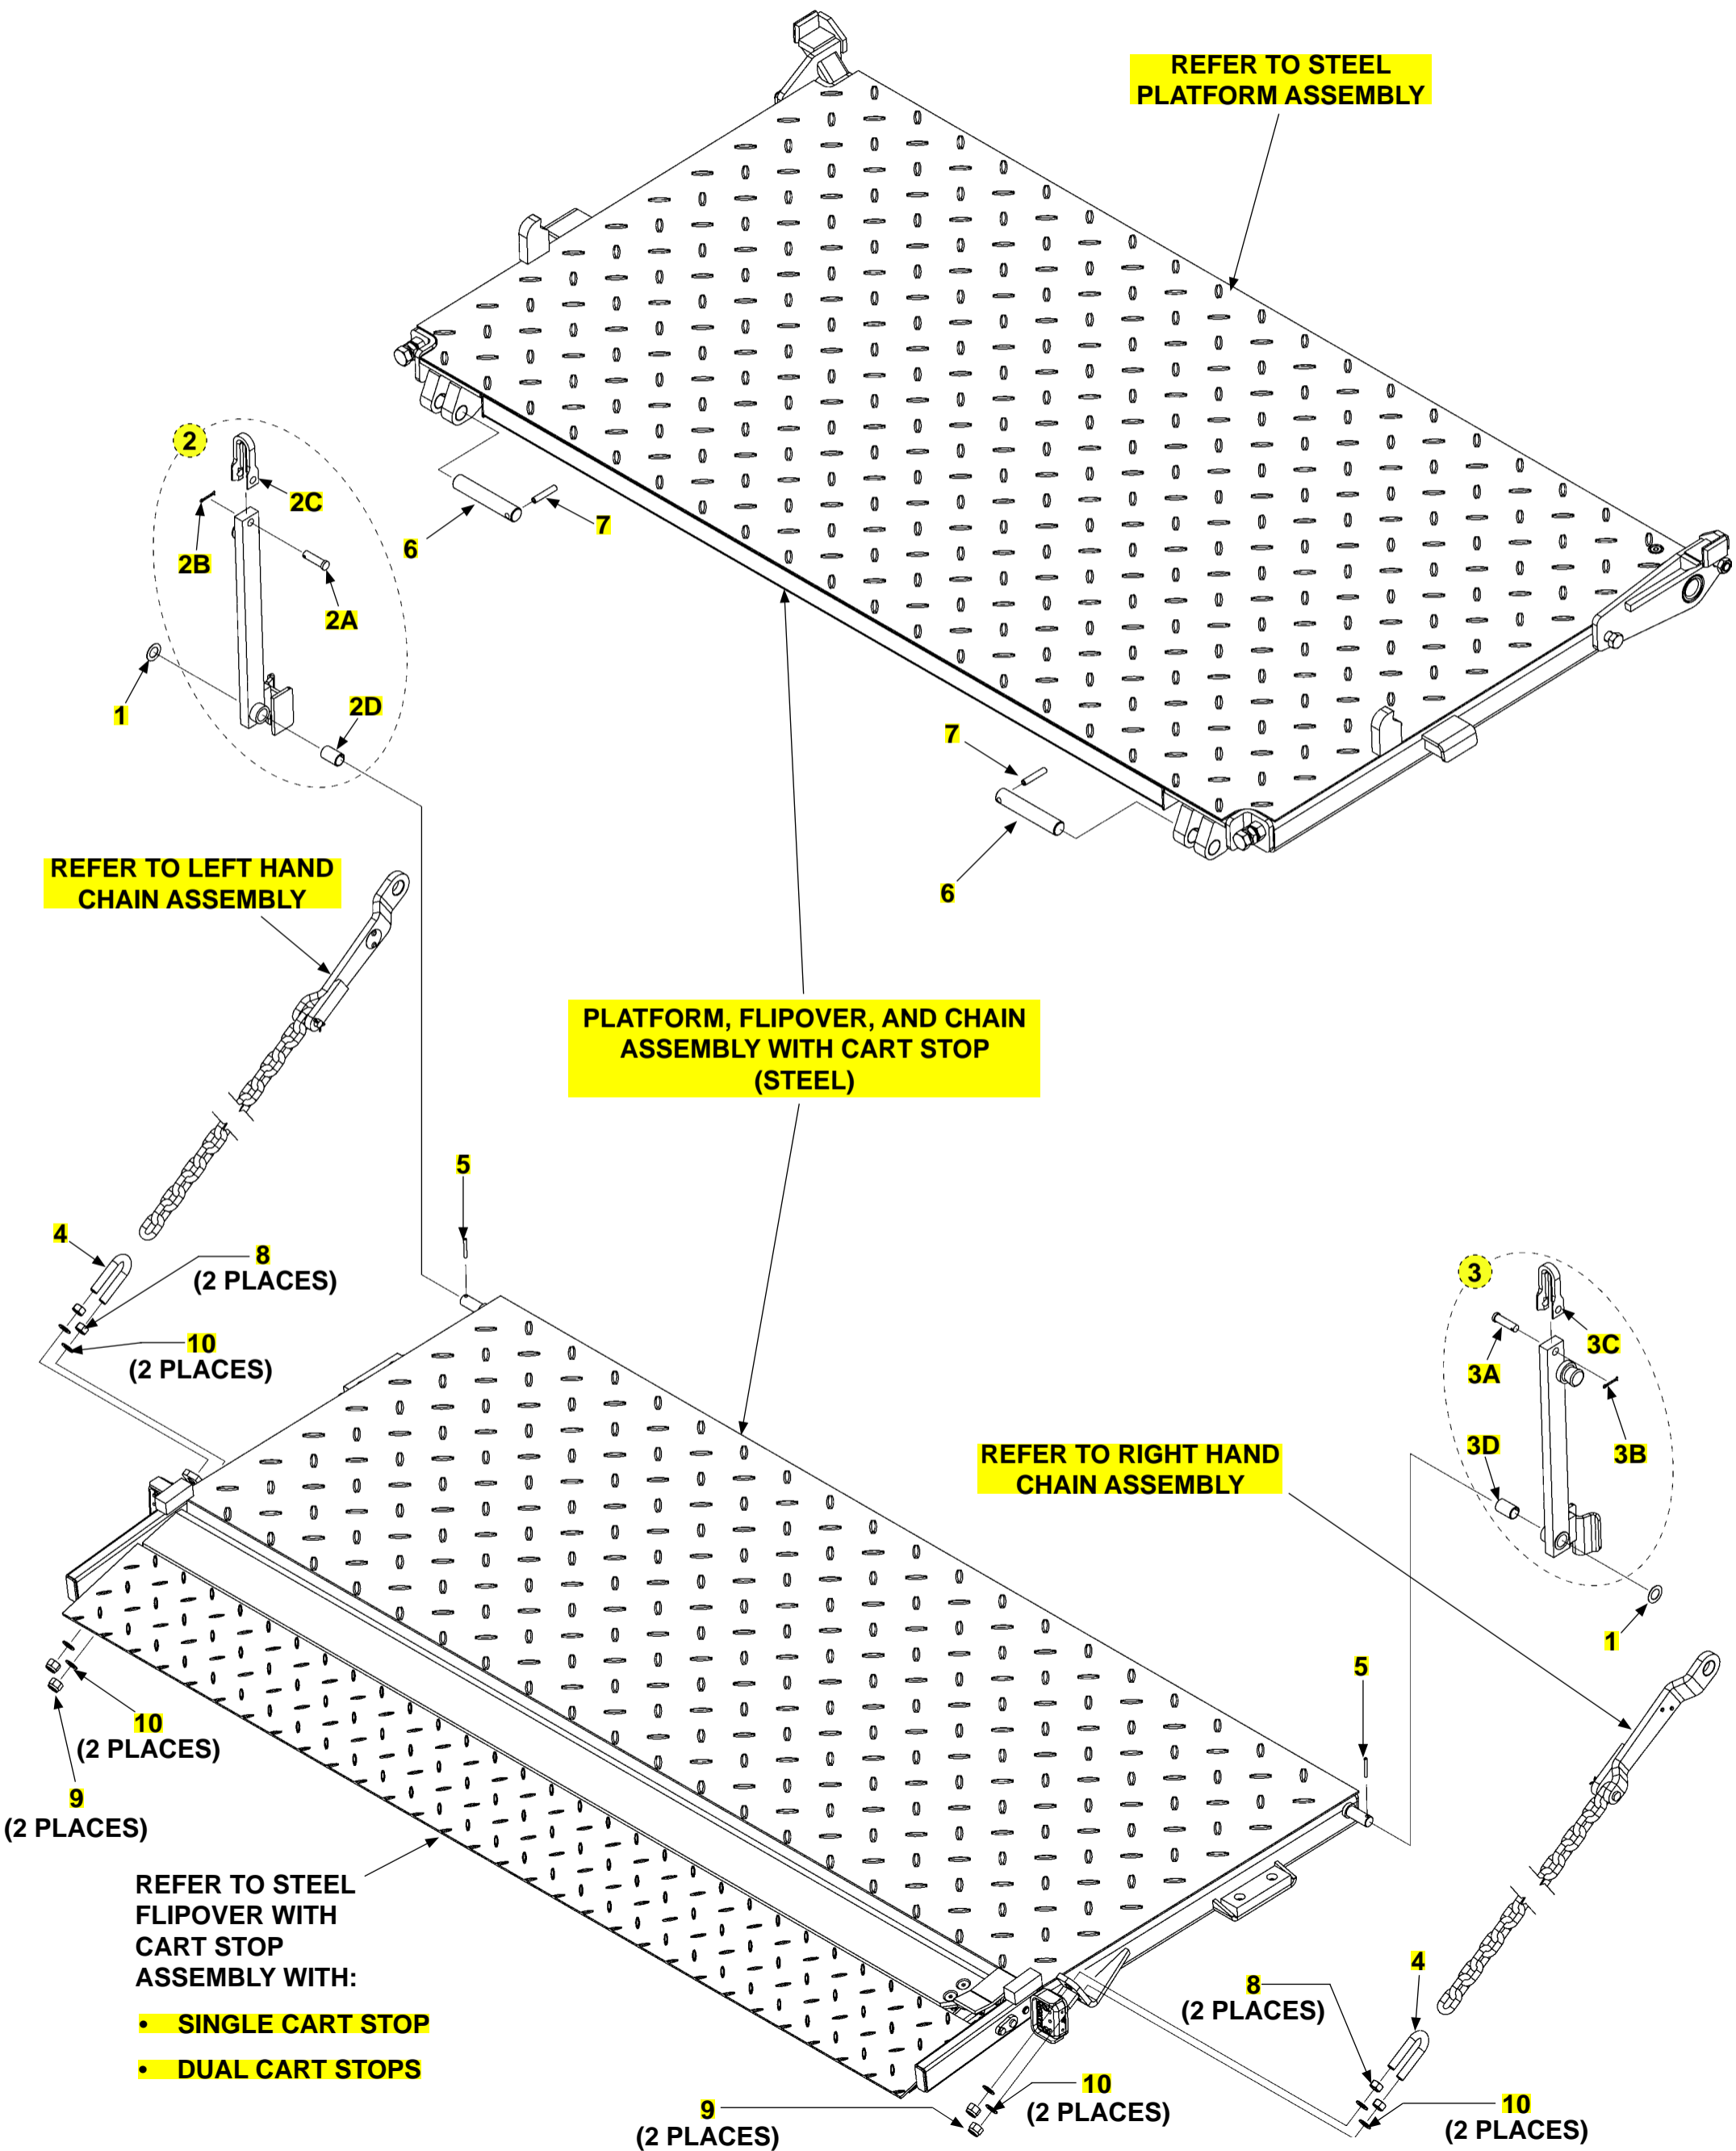 REFER TO STEEL
PLATFORM ASSEMBLY
2
2C
2B
2A
1
2D
6
7
7
6
REFER TO LEFT HAND
CHAIN ASSEMBLY
PLATFORM, FLIPOVER, AND CHAIN
ASSEMBLY WITH CART STOP
(STEEL)
5
4
8
(2 PLACES)
10
(2 PLACES)
3
3C
3A
3B
3D
REFER TO RIGHT HAND
CHAIN ASSEMBLY
1
5
10
(2 PLACES)
9
(2 PLACES)
REFER TO STEEL
FLIPOVER WITH
CART STOP
ASSEMBLY WITH:
• SINGLE CART STOP
• DUAL CART STOPS
4
8
(2 PLACES)
10
(2 PLACES)
9
(2 PLACES)
10
(2 PLACES)